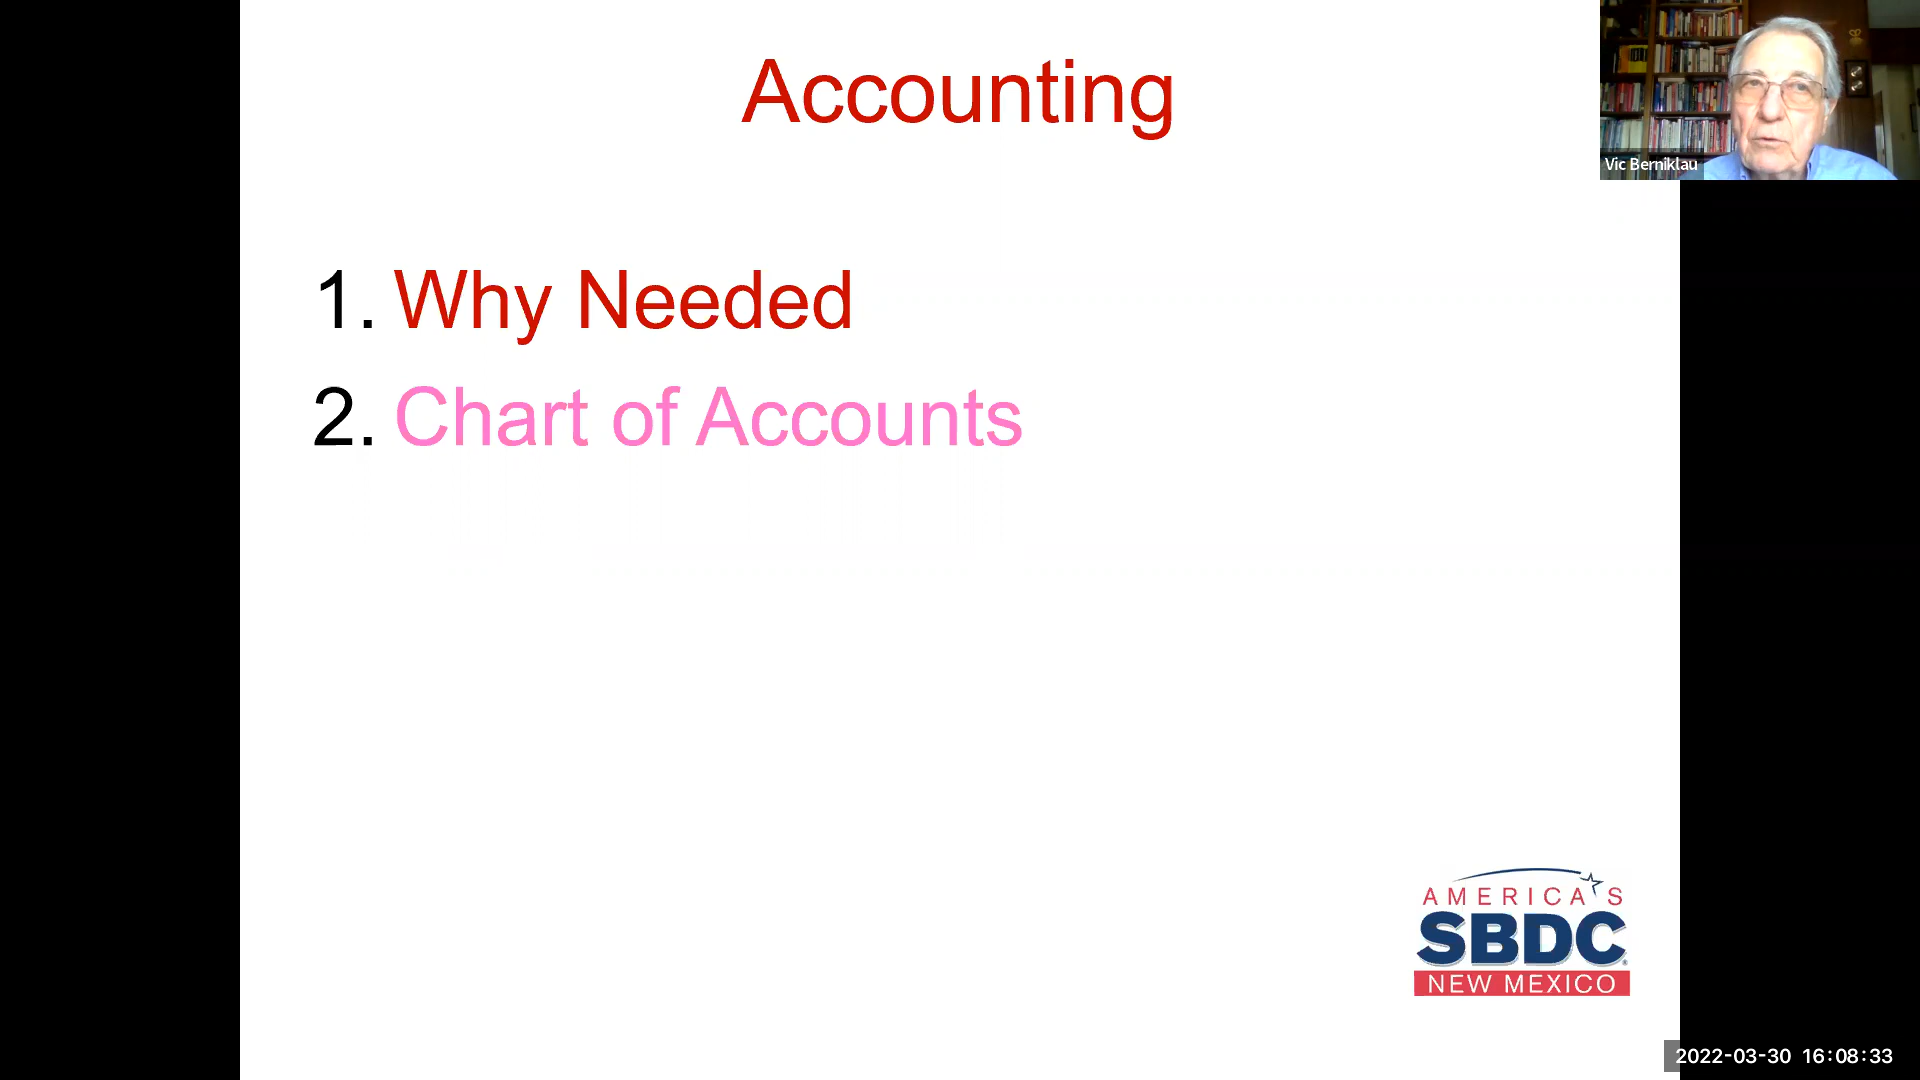 Accounting
Vic Berniklau
1. Why Needed
2. Chart of Accounts
AMERICA'S
SBDC
NEW MEXICO
2022-03-30 16:08:33